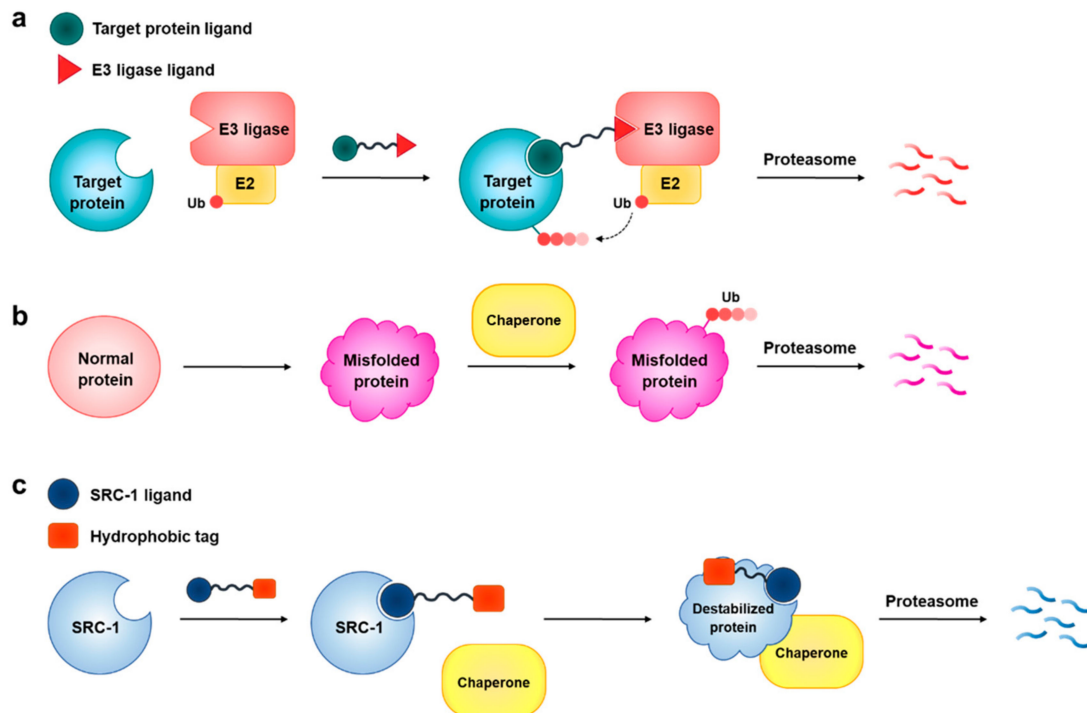 a
Target protein ligand
E3 ligase ligand
Target
protein
E3 ligase
E2
Ub
Target
protein
E3 ligase
E2
Ub
Proteasome
b
Normal
protein
Misfolded
protein
Chaperone
Ub
Misfolded
protein
Proteasome
c
SRC-1 ligand
Hydrophobic tag
SRC-1
SRC-1
Chaperone
Destabilized
protein
Chaperone
Proteasome